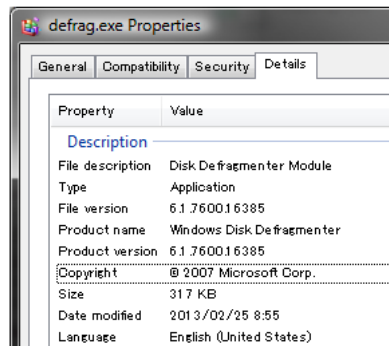 defrag.exe Properties
General Compatibility Security Details
Property Value
Description
File description Disk Defragmenter Module
Type Application
File version 6.1.7600.16385
Product name Windows Disk Defragmenter
Product version 6.1.7600.16385
Copyright © 2007 Microsoft Corp.
Size 317 KB
Date modified 2013/02/25 8:55
Language English (United States)